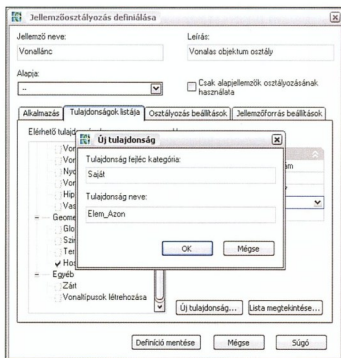 Jellemzőosztályozás definiálása
Jellemző neve:
Leírás:
Vonallánc
Vonalas objektum osztály
Alapja:
--
Csak alapjellemzők osztályozásának használata
Alkalmazás
Tulajdonságok listája
Osztályozás beállítások
Jellemzőforrás beállítások
Elérhető
Új tulajdonság
Tulajdonság fejléc kategória:
Saját
Tulajdonság neve:
Elem_Azon
OK
Mégse
Egyéb
Zárt
Vonaltípusok létrehozása
Új tulajdonság...
Lista megtekintése...
Definíció mentése
Mégse
Súgó